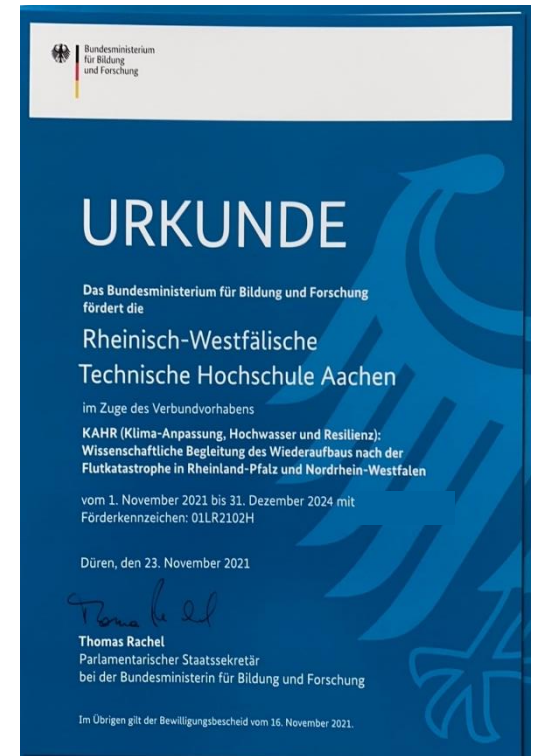 Bundesministerium
für Bildung
und Forschung
URKUNDE
Das Bundesministerium für Bildung und Forschung
fördert die
Rheinisch-Westfälische
Technische Hochschule Aachen
im Zuge des Verbundvorhabens
KAHR (Klima-Anpassung, Hochwasser und Resilienz):
Wissenschaftliche Begleitung des Wiederaufbaus nach der
Flutkatastrophe in Rheinland-Pfalz und Nordrhein-Westfalen
vom 1. November 2021 bis 31. Dezember 2024 mit
Förderkennzeichen: 01LR2102H
Düren, den 23. November 2021
Thomas Rachel
Parlamentarischer Staatssekretär
bei der Bundesministerin für Bildung und Forschung
Im Übrigen gilt der Bewilligungsbescheid vom 16. November 2021.